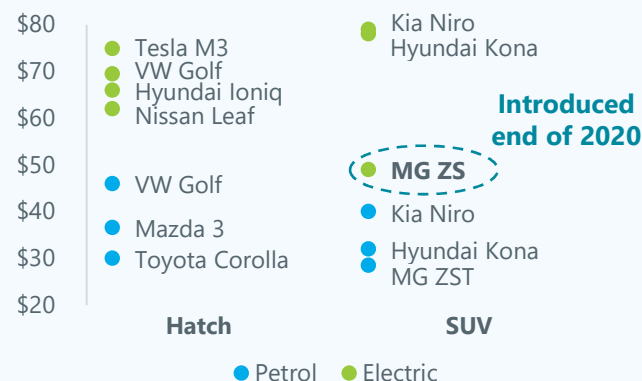 $80
$70
$60
$50
$40
$30
$20
Tesla M3
VW Golf
Hyundai Ioniq
Nissan Leaf
VW Golf
Mazda 3
Toyota Corolla
Hatch
Kia Niro
Hyundai Kona
Introduced
end of 2020
MG ZS
Kia Niro
Hyundai Kona
MG ZST
SUV
Petrol
Electric